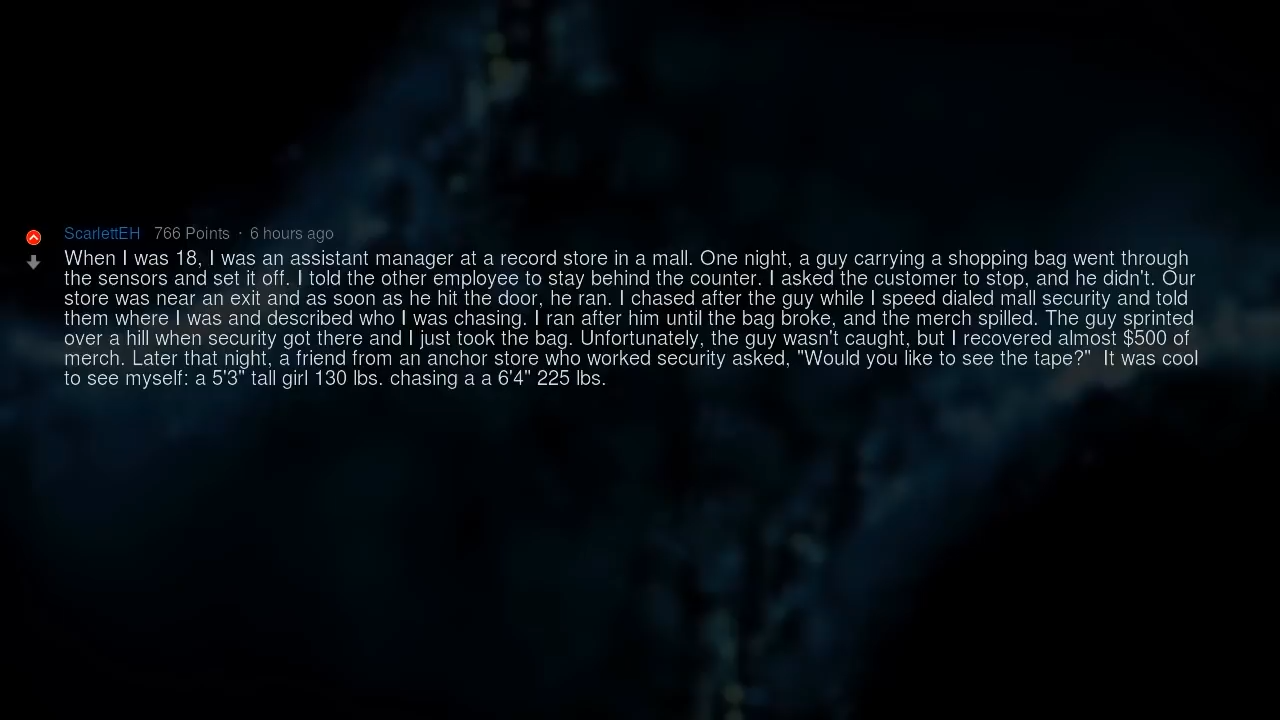 ScarlettEH 766 Points · 6 hours ago
When I was 18, I was an assistant manager at a record store in a mall. One night, a guy carrying a shopping bag went through
the sensors and set it off. I told the other employee to stay behind the counter. I asked the customer to stop, and he didn't. Our
store was near an exit and as soon as he hit the door, he ran. I chased after the guy while I speed dialed mall security and told
them where I was and described who I was chasing. I ran after him until the bag broke, and the merch spilled. The guy sprinted
over a hill when security got there and I just took the bag. Unfortunately, the guy wasn't caught, but I recovered almost $500 of
merch. Later that night, a friend from an anchor store who worked security asked, "Would you like to see the tape?"  It was cool
to see myself: a 5'3" tall girl 130 lbs. chasing a a 6'4" 225 lbs.